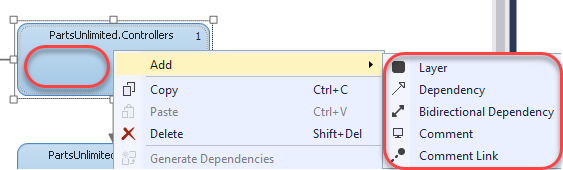 PartsUnlimited.Controllers 1
Add
Copy Ctrl+C
Paste Ctrl+V
Delete Shift+Del
Generate Dependencies
Layer
Dependency
Bidirectional Dependency
Comment
Comment Link
PartsUnlimited